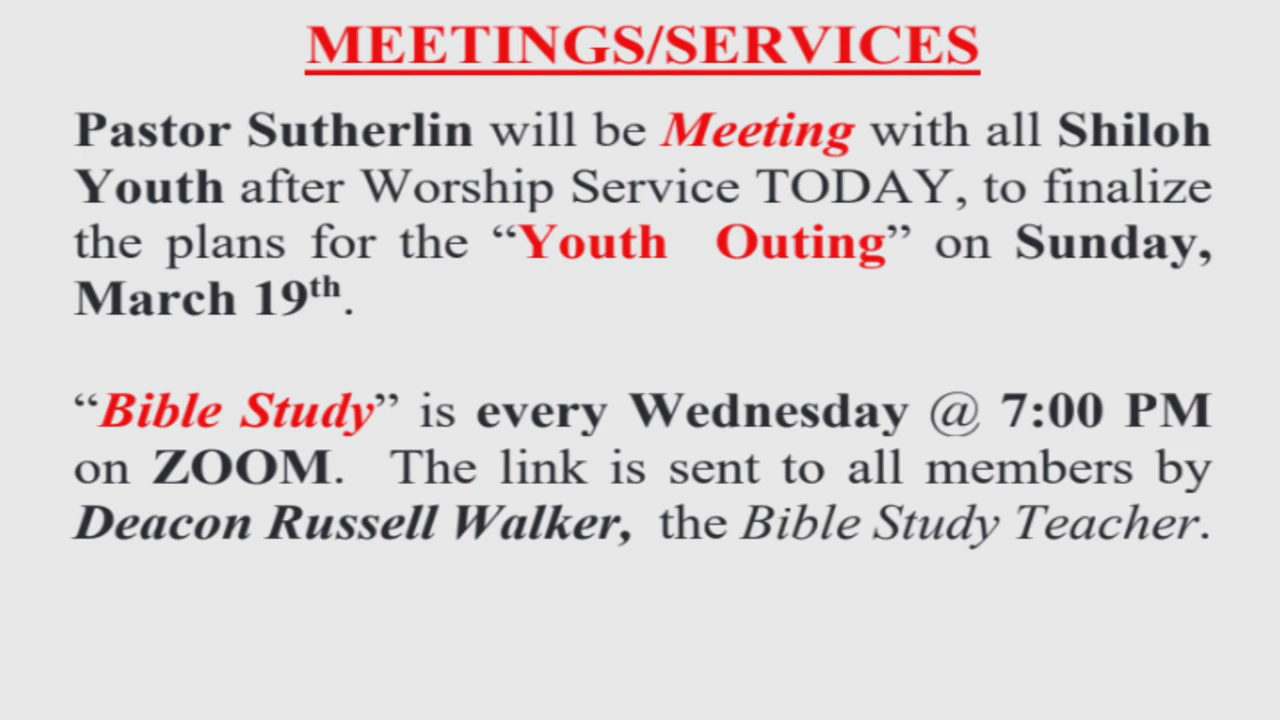 MEETINGS/SERVICES
Pastor Sutherlin will be Meeting with all Shiloh
Youth after Worship Service TODAY, to finalize
the plans for the “Youth Outing” on Sunday,
March 19th.
“Bible Study” is every Wednesday @ 7:00 PM
on ZOOM. The link is sent to all members by
Deacon Russell Walker, the Bible Study Teacher.